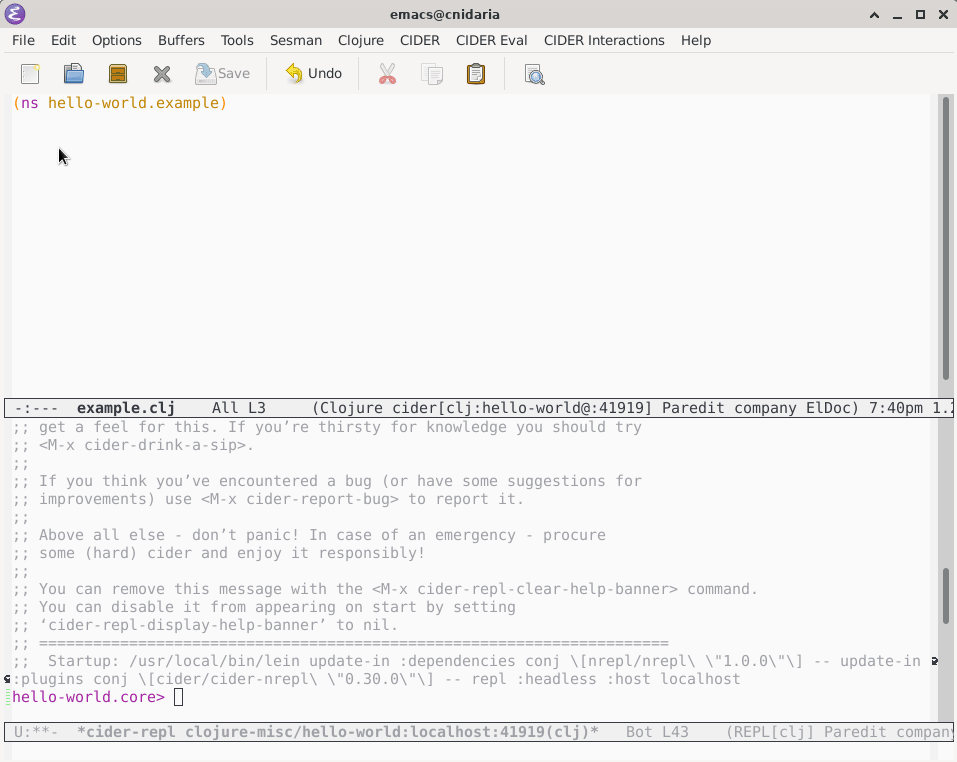 emacs@cnidaria
File Edit Options Buffers Tools Sesman Clojure CIDER CIDER Eval CIDER Interactions Help
Save Undo
(ns hello-world.example)
-:--- example.clj All L3 (Clojure cider[clj:hello-world@:41919] Paredit company ElDoc) 7:40pm 1.2
;; get a feel for this. If you’re thirsty for knowledge you should try
;; <M-x cider-drink-a-sip>.
;;
;; If you think you’ve encountered a bug (or have some suggestions for
;; improvements) use <M-x cider-report-bug> to report it.
;;
;; Above all else - don’t panic! In case of an emergency - procure
;; some (hard) cider and enjoy it responsibly!
;;
;; You can remove this message with the <M-x cider-repl-clear-help-banner> command.
;; You can disable it from appearing on start by setting
;; ‘cider-repl-display-help-banner’ to nil.
;; ======================================================================
;;  Startup: /usr/local/bin/lein update-in :dependencies conj \[nrepl/nrepl\ \"1.0.0\"\] -- update-in
:plugins conj \[cider/cider-nrepl\ \"0.30.0\"\] -- repl :headless :host localhost
hello-world.core>
U:**- *cider-repl clojure-misc/hello-world:localhost:41919(clj)* Bot L43 (REPL[clj] Paredit company